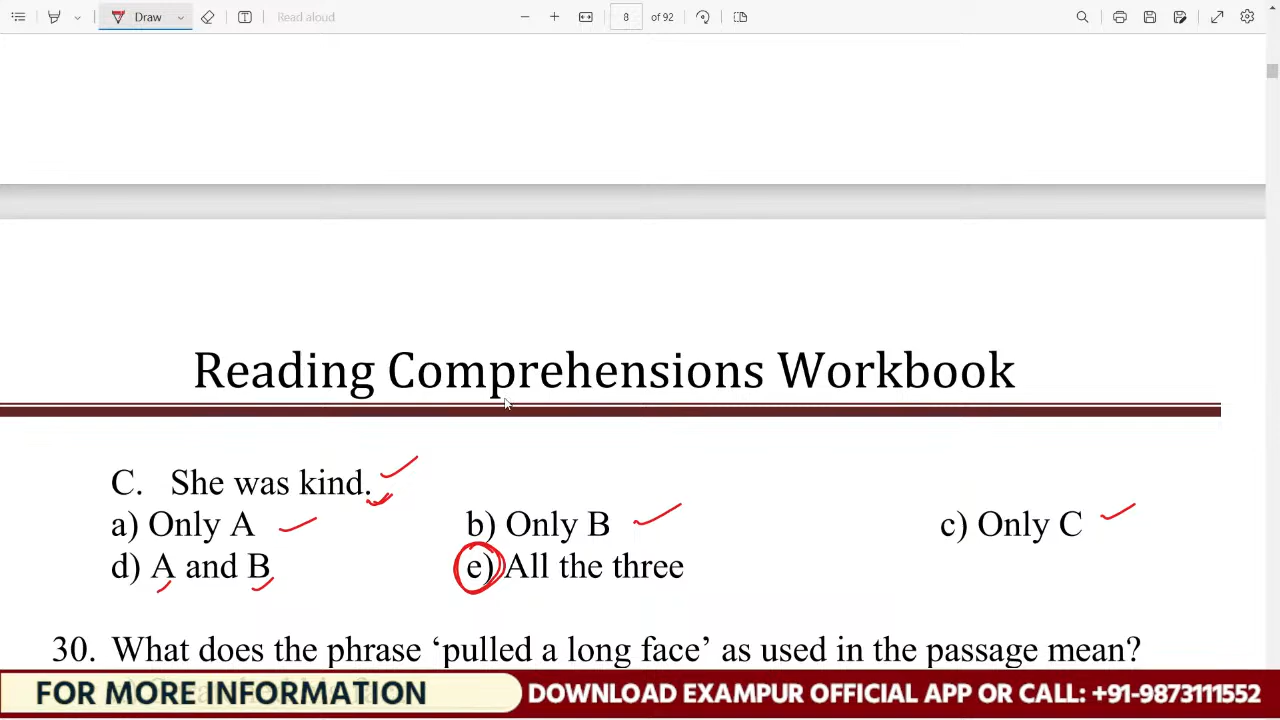 Draw
Read aloud
8 of 92
Reading Comprehensions Workbook
C. She was kind.
a) Only A b) Only B c) Only C
d) A and B e) All the three
30. What does the phrase ‘pulled a long face’ as used in the passage mean?
FOR MORE INFORMATION DOWNLOAD EXAMPUR OFFICIAL APP OR CALL: +91-9873111552